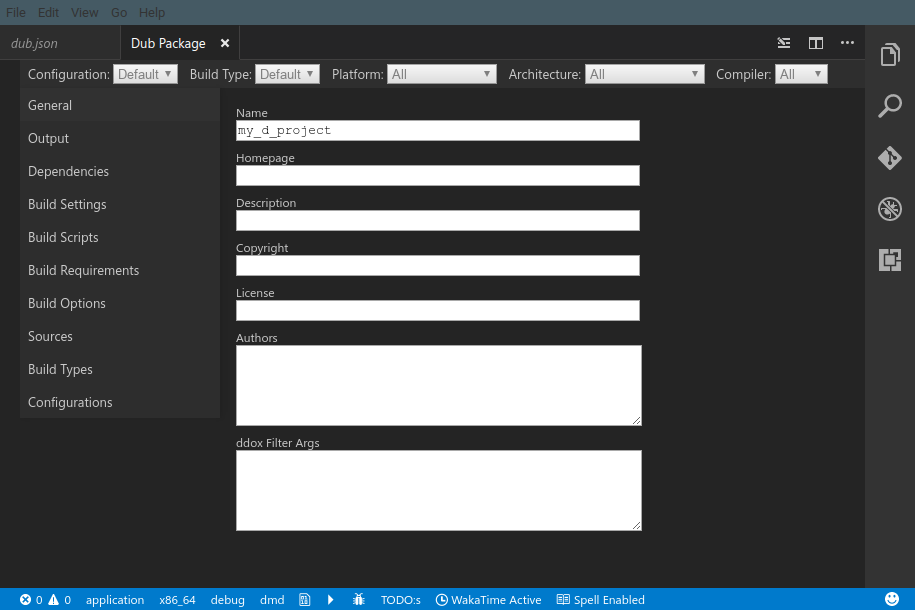 File Edit View Go Help
dub.json Dub Package
Configuration: Default Build Type: Default Platform: All Architecture: All Compiler: All
General
Output
Dependencies
Build Settings
Build Scripts
Build Requirements
Build Options
Sources
Build Types
Configurations
Name
my_d_project
Homepage
Description
Copyright
License
Authors
ddox Filter Args
0 0 application x86_64 debug dmd TODO:s WakaTime Active Spell Enabled